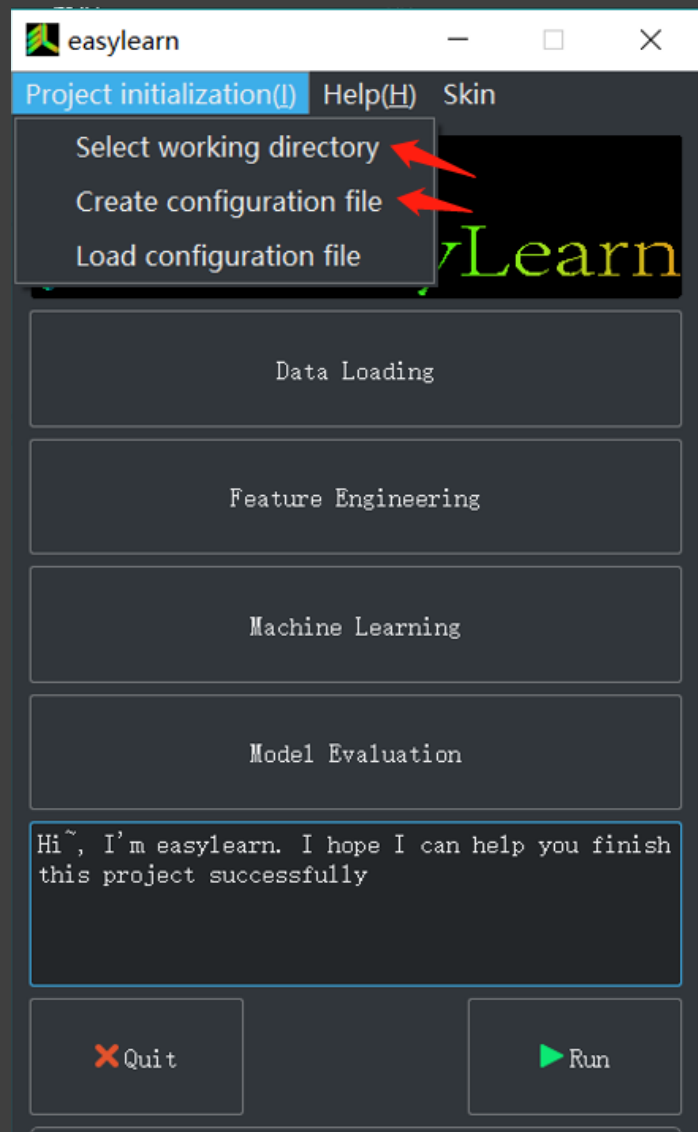 easylearn
Project initialization(I) Help(H) Skin
Select working directory
Create configuration file
Load configuration file
yLearn
Data Loading
Feature Engineering
Machine Learning
Model Evaluation
Hi~, I'm easylearn. I hope I can help you finish
this project successfully
Quit
Run